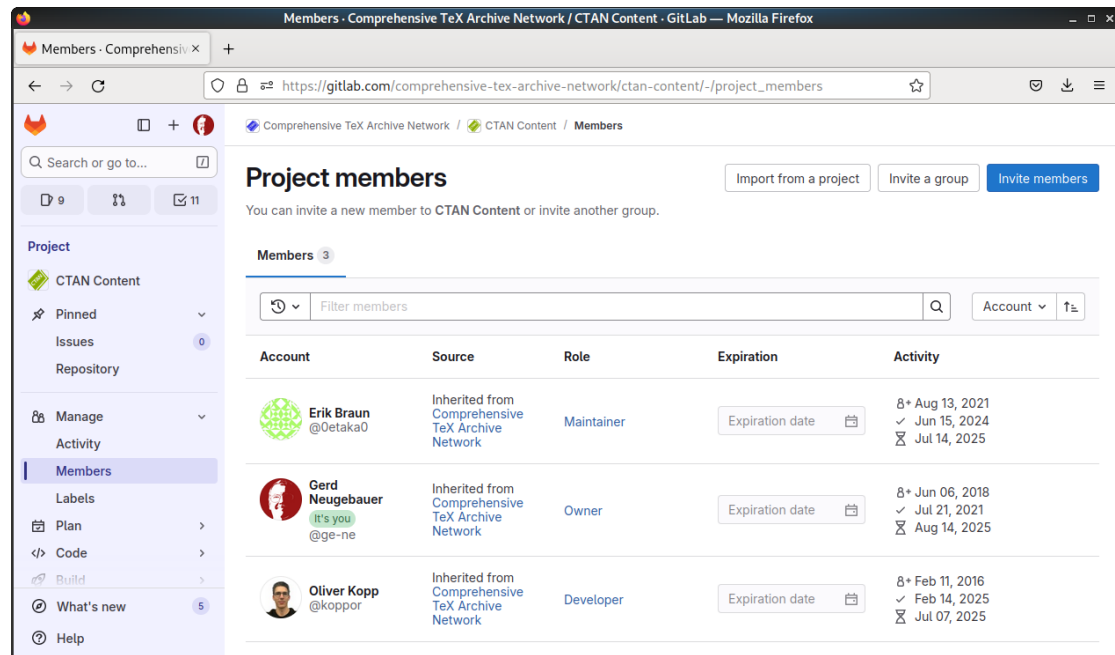 Members · Comprehensive TeX Archive Network / CTAN Content · GitLab — Mozilla Firefox
Members · Comprehensiv
https://gitlab.com/comprehensive-tex-archive-network/ctan-content/-/project_members
Comprehensive TeX Archive Network / CTAN Content / Members
Search or go to...
9
11
Project
CTAN Content
Pinned
Issues 0
Repository
Manage
Activity
Members
Labels
Plan
Code
Build
What's new 5
Help
Project members
Import from a project
Invite a group
Invite members
You can invite a new member to CTAN Content or invite another group.
Members 3
Filter members
Account
Account Source Role Expiration Activity
Erik Braun
@0etaka0
Inherited from
Comprehensive
TeX Archive
Network
Maintainer
Expiration date
Aug 13, 2021
Jun 15, 2024
Jul 14, 2025
Gerd
Neugebauer
It's you
@ge-ne
Inherited from
Comprehensive
TeX Archive
Network
Owner
Expiration date
Jun 06, 2018
Jul 21, 2021
Aug 14, 2025
Oliver Kopp
@koppor
Inherited from
Comprehensive
TeX Archive
Network
Developer
Expiration date
Feb 11, 2016
Feb 14, 2025
Jul 07, 2025